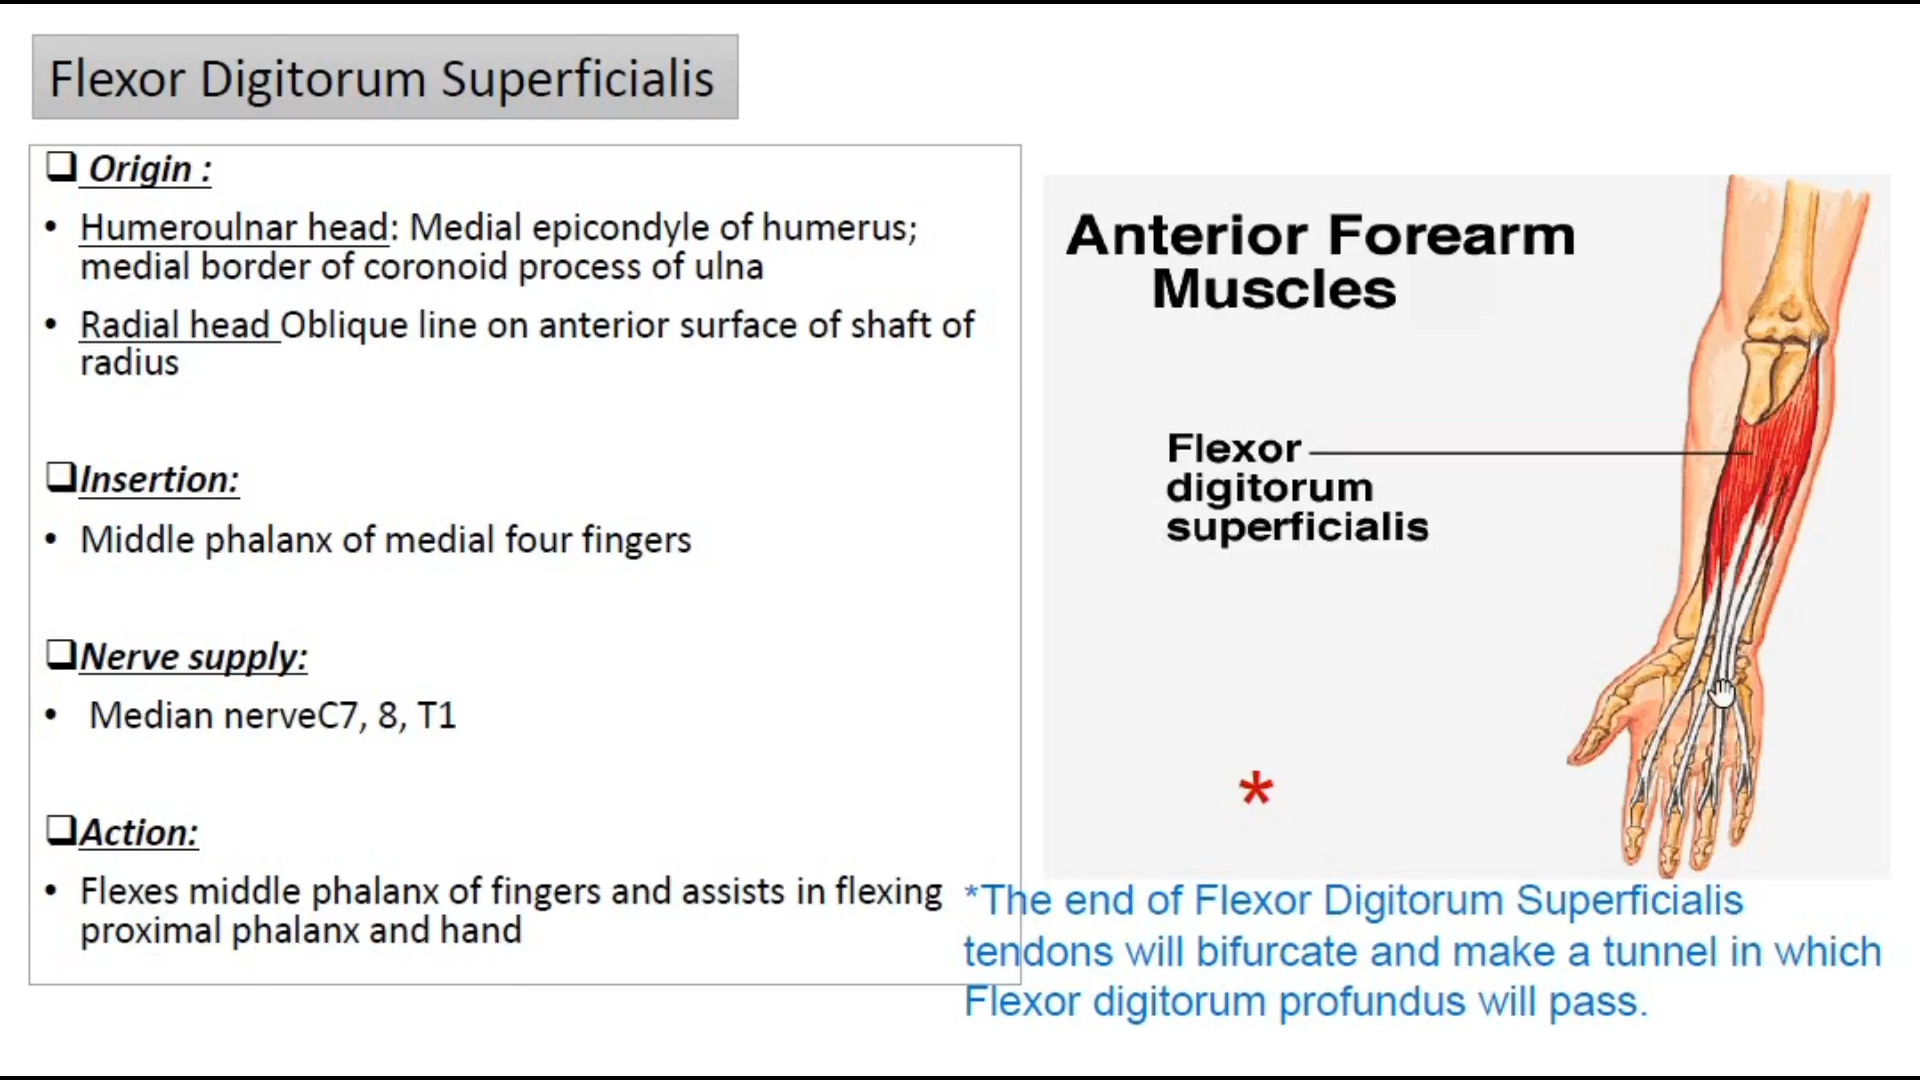 Flexor Digitorum Superficialis
❑ Origin :
• Humeroulnar head: Medial epicondyle of humerus;
medial border of coronoid process of ulna
• Radial head Oblique line on anterior surface of shaft of
radius
❑Insertion:
• Middle phalanx of medial four fingers
❑Nerve supply:
• Median nerveC7, 8, T1
❑Action:
• Flexes middle phalanx of fingers and assists in flexing
proximal phalanx and hand
Anterior Forearm
Muscles
Flexor
digitorum
superficialis
*
*The end of Flexor Digitorum Superficialis
tendons will bifurcate and make a tunnel in which
Flexor digitorum profundus will pass.